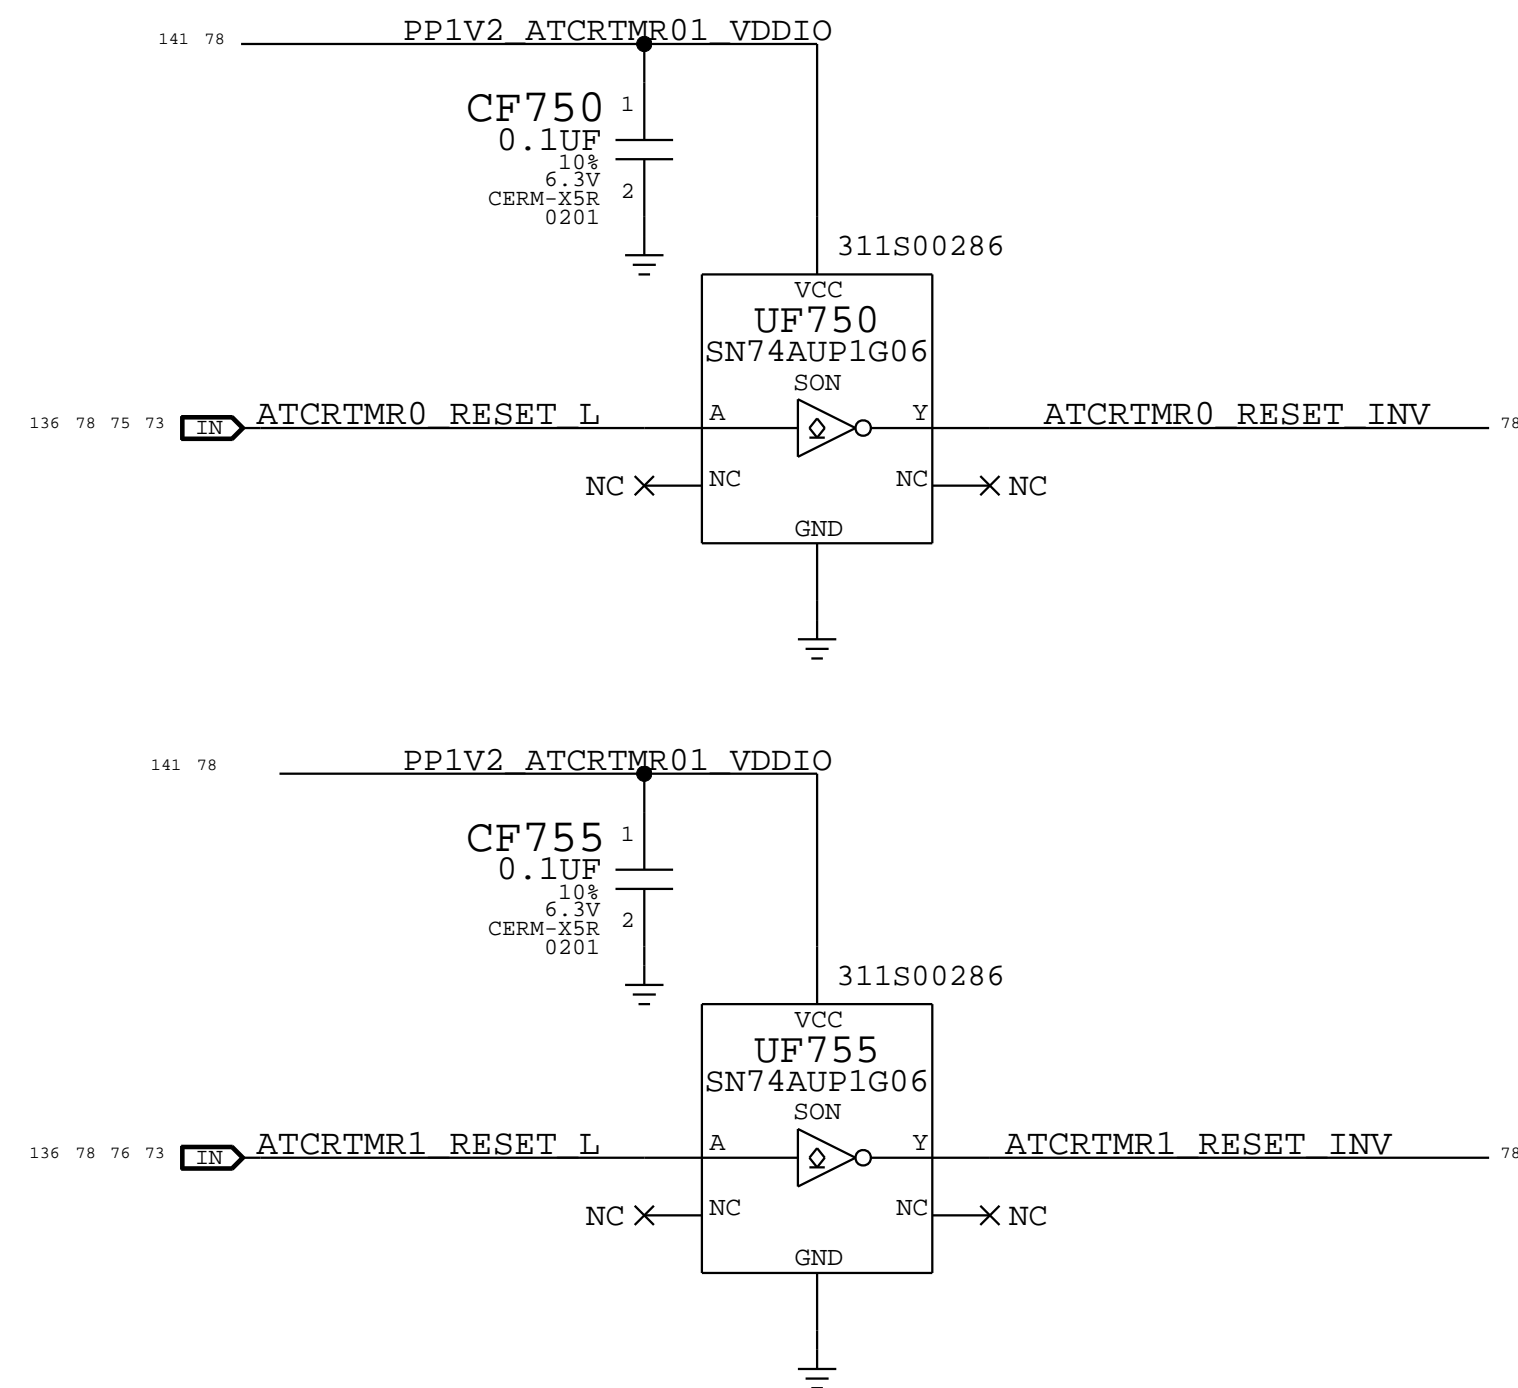 PP1V2_ATCRTMR01_VDDIO
141 78
CF750 1
0.1UF
10%
6.3V
CERM-X5R 2
0201
311S00286
VCC
UF750
SN74AUP1G06
SON
136 78 75 73 IN ATCRTMR0_RESET_L A Y ATCRTMR0_RESET_INV 78
NC NC NC NC
GND
PP1V2_ATCRTMR01_VDDIO
141 78
CF755 1
0.1UF
10%
6.3V
CERM-X5R 2
0201
311S00286
VCC
UF755
SN74AUP1G06
SON
136 78 76 73 IN ATCRTMR1_RESET_L A Y ATCRTMR1_RESET_INV 78
NC NC NC NC
GND